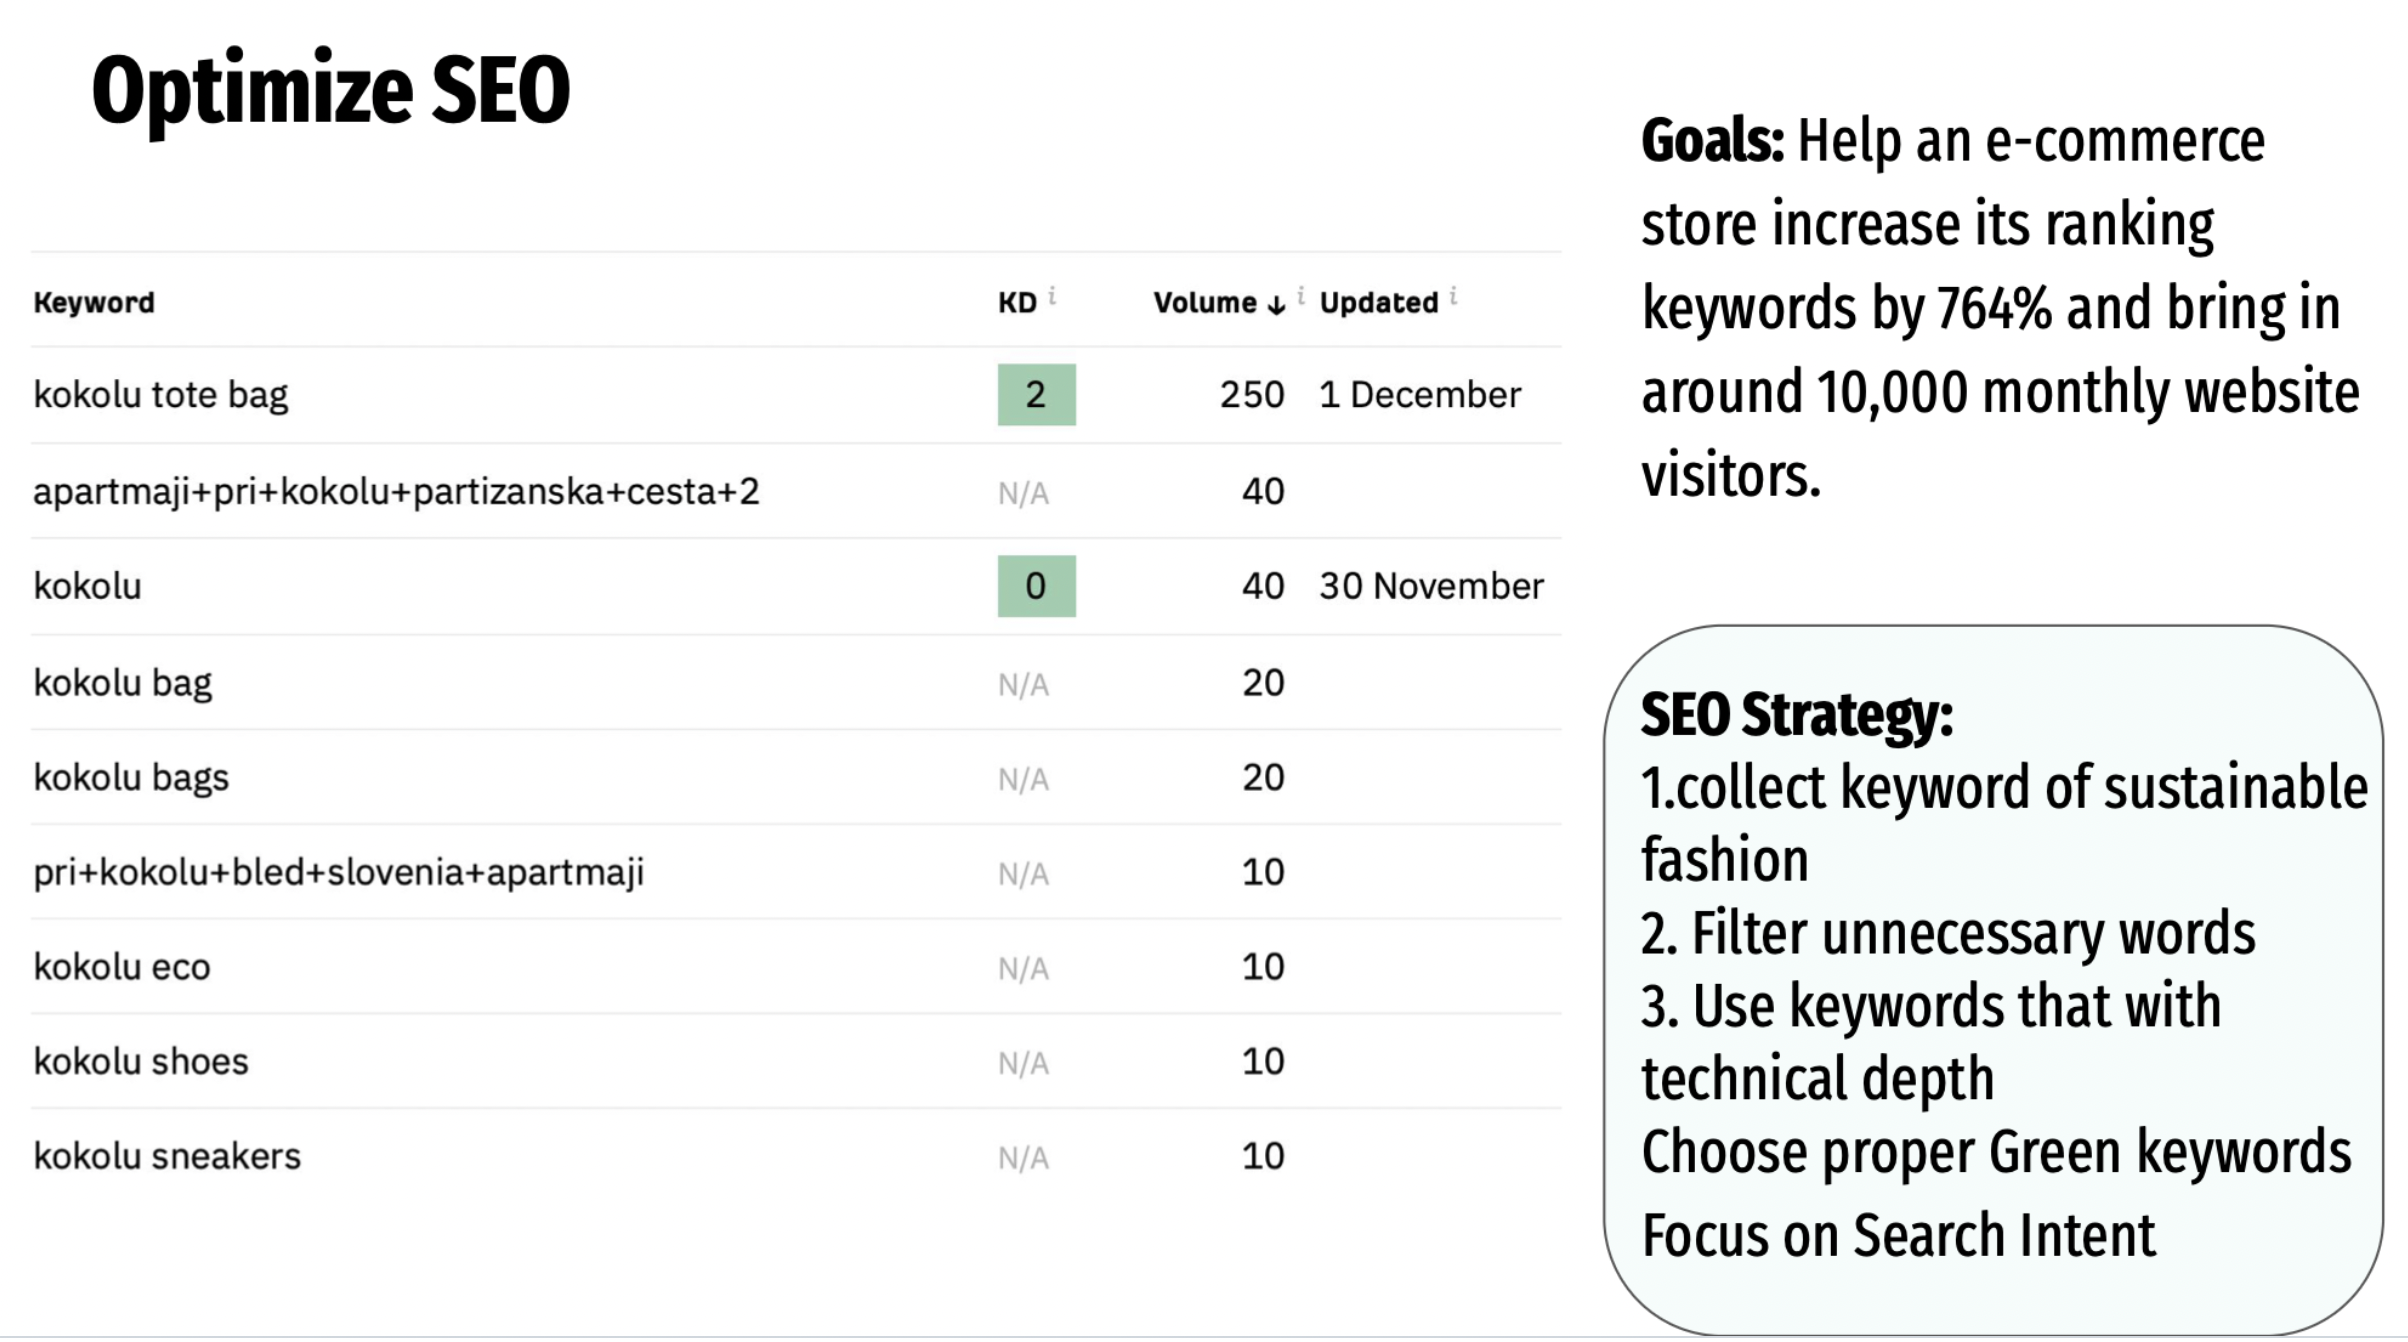 Optimize SEO
Keyword KD i Volume ↓ i Updated i
kokolu tote bag 2 250 1 December
apartmaji+pri+kokolu+partizanska+cesta+2 N/A 40
kokolu 0 40 30 November
kokolu bag N/A 20
kokolu bags N/A 20
pri+kokolu+bled+slovenia+apartmaji N/A 10
kokolu eco N/A 10
kokolu shoes N/A 10
kokolu sneakers N/A 10
Goals: Help an e-commerce
store increase its ranking
keywords by 764% and bring in
around 10,000 monthly website
visitors.
SEO Strategy:
1.collect keyword of sustainable
fashion
2. Filter unnecessary words
3. Use keywords that with
technical depth
Choose proper Green keywords
Focus on Search Intent